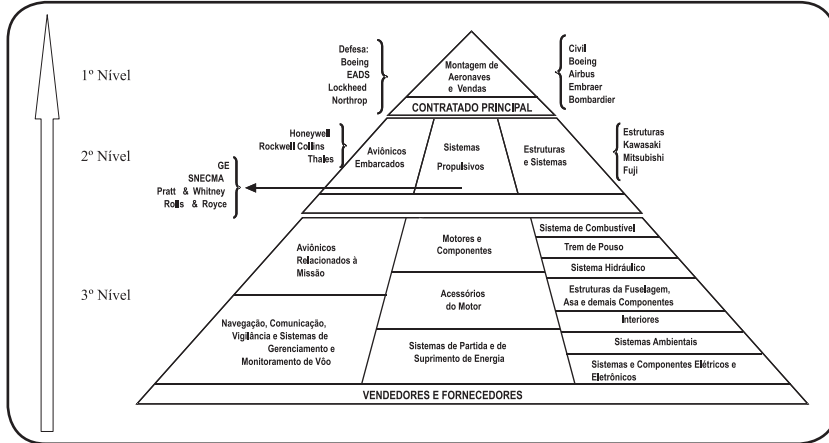 1º Nível
Defesa:
Boeing
EADS
Lockheed
Northrop
Montagem de
Aeronaves
e Vendas
CONTRATADO PRINCIPAL
Civil
Boeing
Airbus
Embraer
Bombardier
2º Nível
Honeywell
Rockwell Collins
Thales
GE
SNECMA
Pratt & Whitney
Rolls & Royce
Aviônicos
Embarcados
Sistemas
Propulsivos
Estruturas
e Sistemas
Estruturas
Kawasaki
Mitsubishi
Fuji
3º Nível
Aviônicos
Relacionados à
Missão
Navegação, Comunicação,
Vigilância e Sistemas de
Gerenciamento e
Monitoramento de Vôo
Motores e
Componentes
Acessórios
do Motor
Sistemas de Partida e de
Suprimento de Energia
Sistema de Combustível
Trem de Pouso
Sistema Hidráulico
Estruturas da Fuselagem,
Asa e demais Componentes
Interiores
Sistemas Ambientais
Sistemas e Componentes Elétricos e
Eletrônicos
VENDEDORES E FORNECEDORES